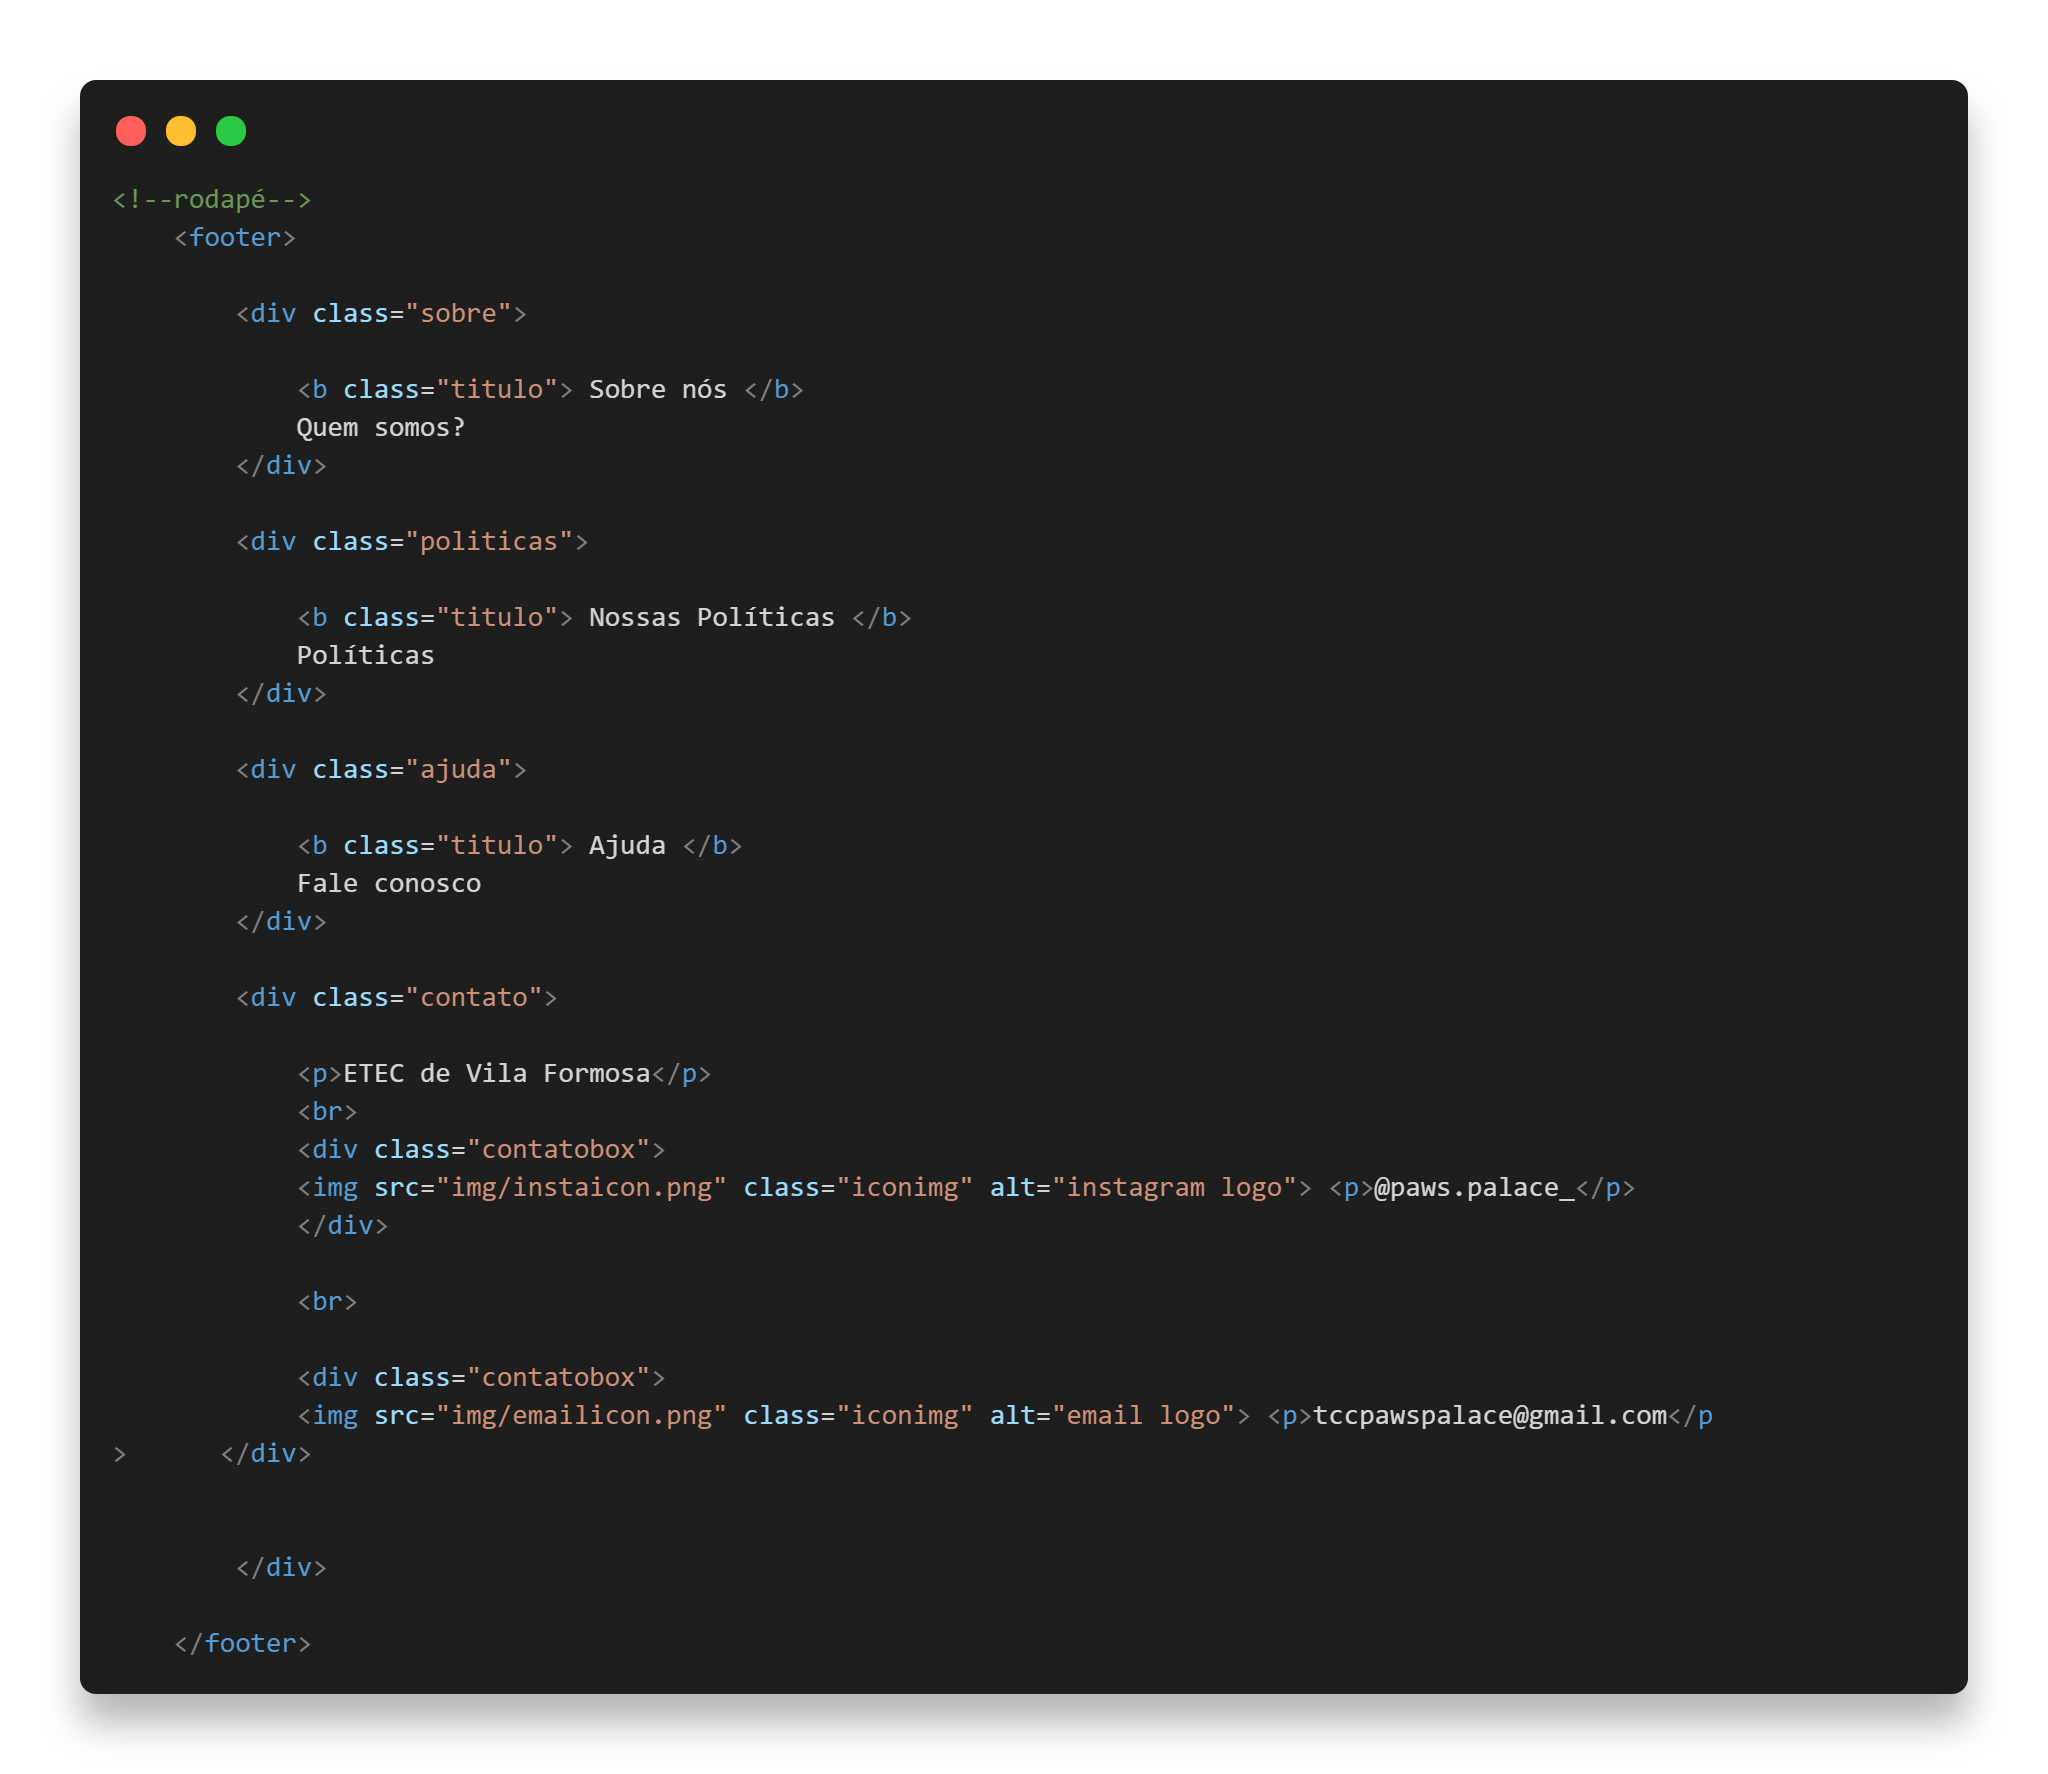 <!--rodapé-->
    <footer>

        <div class="sobre">

            <b class="titulo"> Sobre nós </b>
            Quem somos?
        </div>

        <div class="politicas">

            <b class="titulo"> Nossas Políticas </b>
            Políticas
        </div>

        <div class="ajuda">

            <b class="titulo"> Ajuda </b>
            Fale conosco
        </div>

        <div class="contato">

            <p>ETEC de Vila Formosa</p>
            <br>
            <div class="contatobox">
            <img src="img/instaicon.png" class="iconimg" alt="instagram logo"> <p>@paws.palace_</p>
            </div>

            <br>

            <div class="contatobox">
            <img src="img/emailicon.png" class="iconimg" alt="email logo"> <p>tccpawspalace@gmail.com</p
>      </div>


        </div>

    </footer>